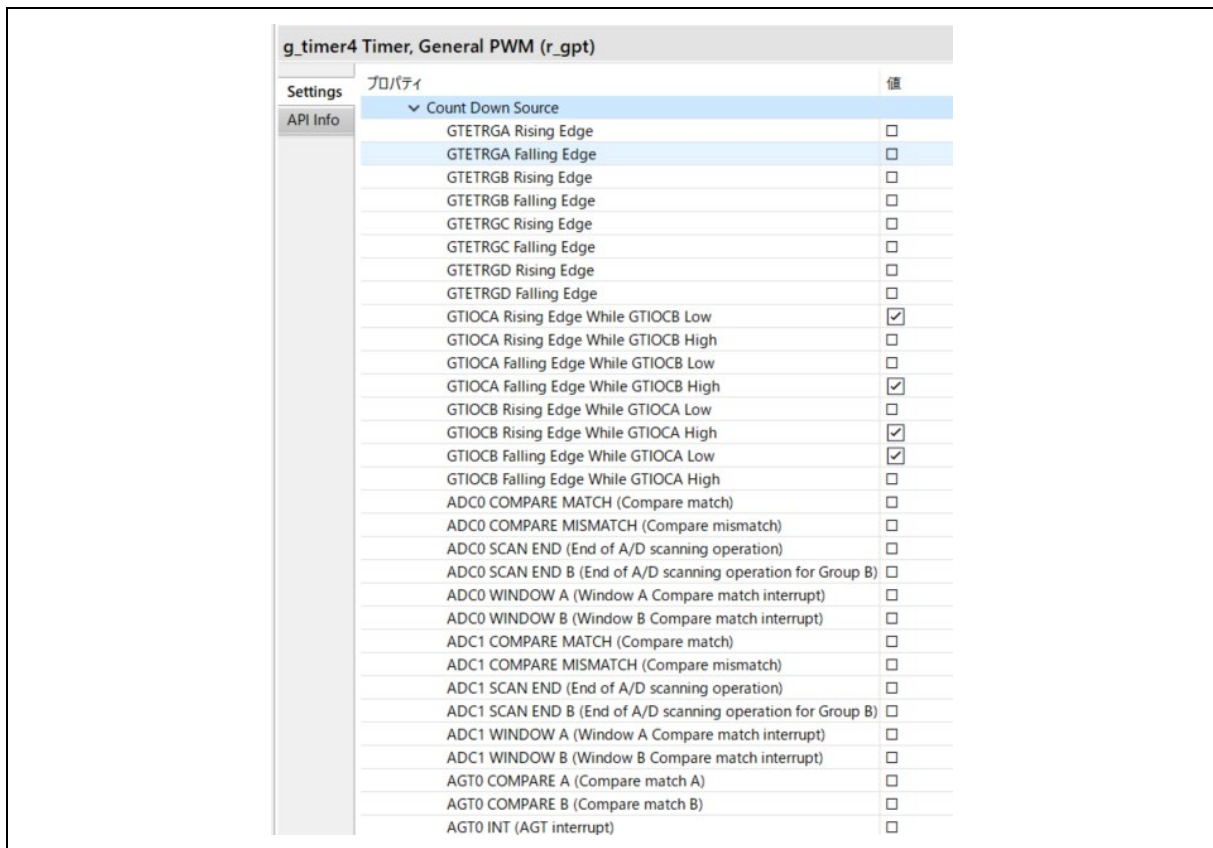 g_timer4 Timer, General PWM (r_gpt)
Settings
API Info
プロパティ 値
Count Down Source
GTETRGA Rising Edge
GTETRGA Falling Edge
GTETRGB Rising Edge
GTETRGB Falling Edge
GTETRGC Rising Edge
GTETRGC Falling Edge
GTETRGD Rising Edge
GTETRGD Falling Edge
GTIOCA Rising Edge While GTIOCB Low
GTIOCA Rising Edge While GTIOCB High
GTIOCA Falling Edge While GTIOCB Low
GTIOCA Falling Edge While GTIOCB High
GTIOCB Rising Edge While GTIOCA Low
GTIOCB Rising Edge While GTIOCA High
GTIOCB Falling Edge While GTIOCA Low
GTIOCB Falling Edge While GTIOCA High
ADC0 COMPARE MATCH (Compare match)
ADC0 COMPARE MISMATCH (Compare mismatch)
ADC0 SCAN END (End of A/D scanning operation)
ADC0 SCAN END B (End of A/D scanning operation for Group B)
ADC0 WINDOW A (Window A Compare match interrupt)
ADC0 WINDOW B (Window B Compare match interrupt)
ADC1 COMPARE MATCH (Compare match)
ADC1 COMPARE MISMATCH (Compare mismatch)
ADC1 SCAN END (End of A/D scanning operation)
ADC1 SCAN END B (End of A/D scanning operation for Group B)
ADC1 WINDOW A (Window A Compare match interrupt)
ADC1 WINDOW B (Window B Compare match interrupt)
AGT0 COMPARE A (Compare match A)
AGT0 COMPARE B (Compare match B)
AGT0 INT (AGT interrupt)